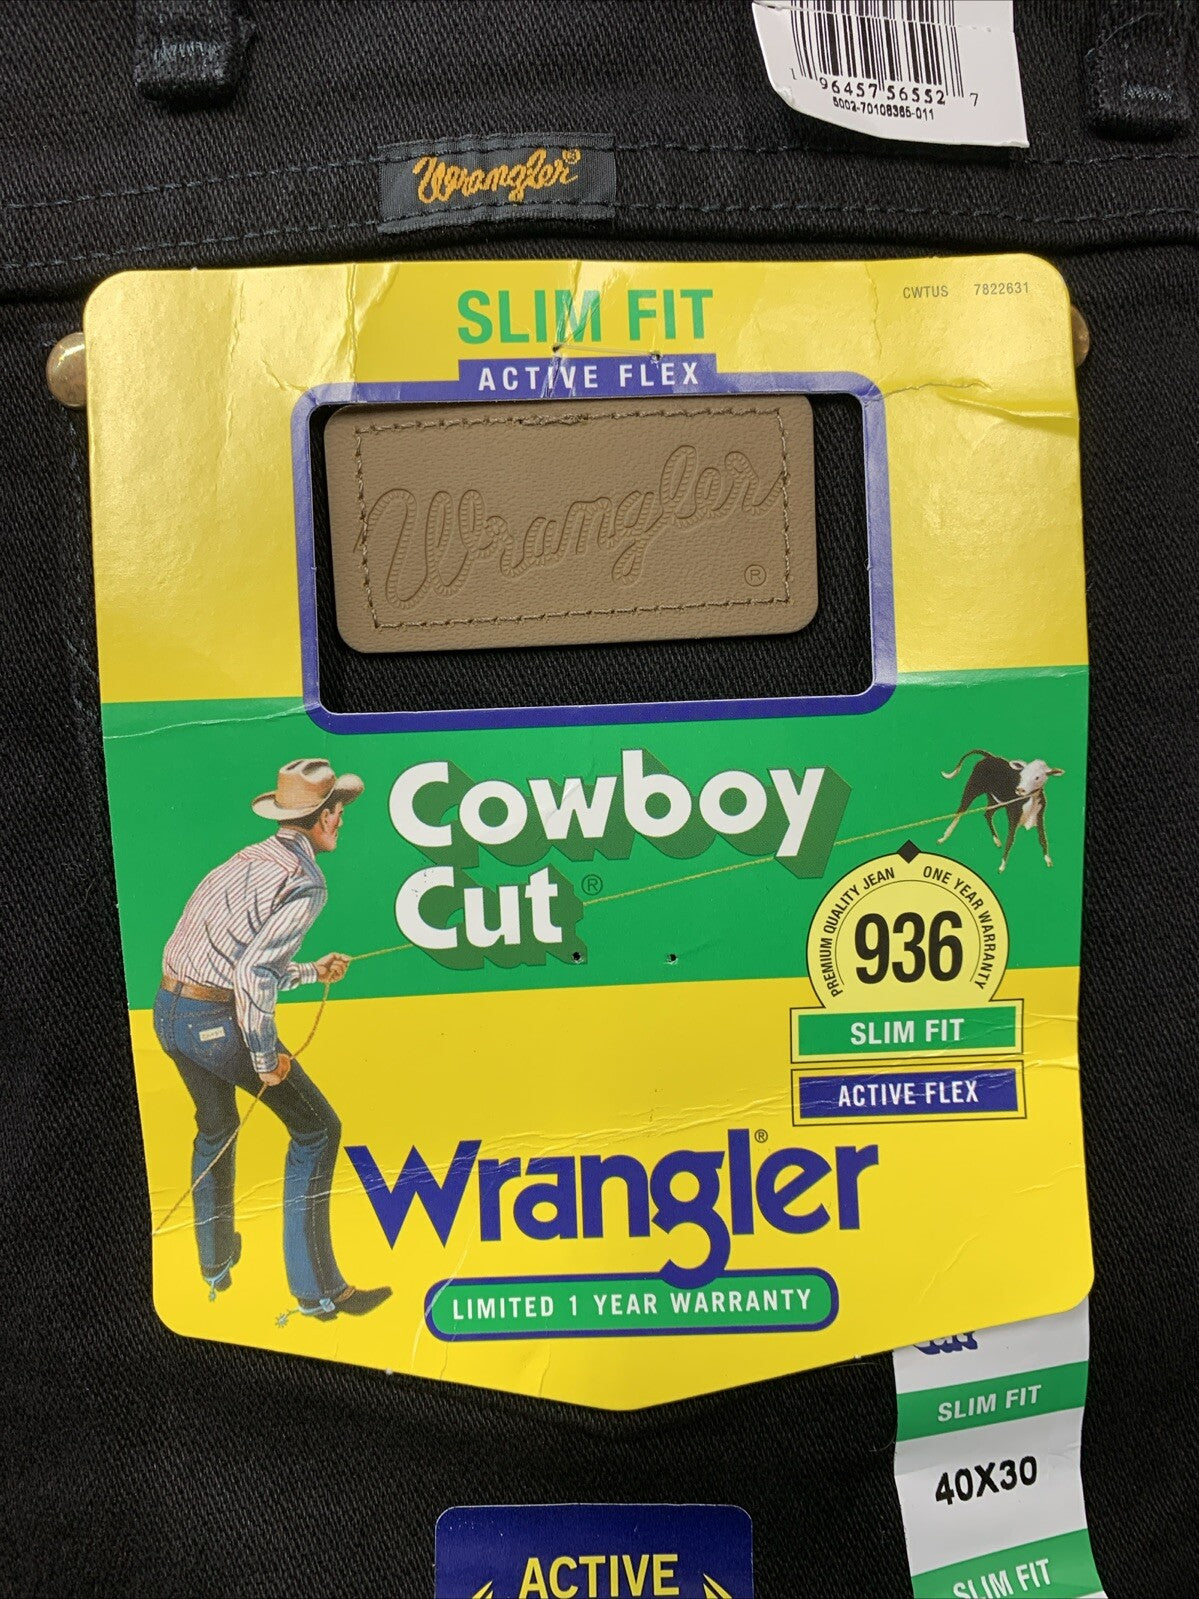 1 96457 56552 7
5002-70108365-011
Wrangler®
SLIM FIT
CWTUS 7822631
ACTIVE FLEX
Wrangler
®
Cowboy
Cut®
PREMIUM QUALITY JEAN ONE YEAR WARRANTY
936
SLIM FIT
ACTIVE FLEX
Wrangler®
LIMITED 1 YEAR WARRANTY
Cut
SLIM FIT
40X30
SLIM FIT
ACTIVE